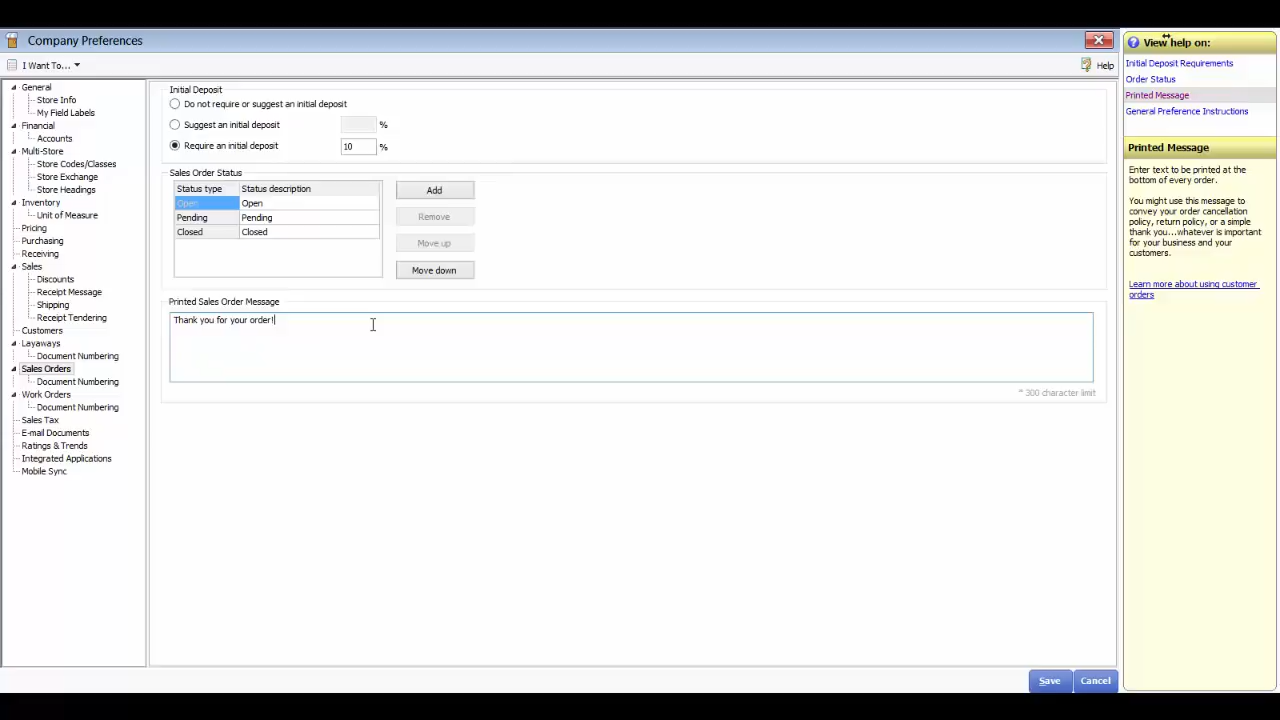 Company Preferences
I Want To...
Help
General
Store Info
My Field Labels
Financial
Accounts
Multi-Store
Store Codes/Classes
Store Exchange
Store Headings
Inventory
Unit of Measure
Pricing
Purchasing
Receiving
Sales
Discounts
Receipt Message
Shipping
Receipt Tendering
Customers
Layaways
Document Numbering
Sales Orders
Document Numbering
Work Orders
Document Numbering
Sales Tax
E-mail Documents
Ratings & Trends
Integrated Applications
Mobile Sync
Initial Deposit
Do not require or suggest an initial deposit
Suggest an initial deposit %
Require an initial deposit 10 %
Sales Order Status
Status type Status description
Open Open
Pending Pending
Closed Closed
Add
Remove
Move up
Move down
Printed Sales Order Message
Thank you for your order!
* 300 character limit
Save Cancel
View help on:
Initial Deposit Requirements
Order Status
Printed Message
General Preference Instructions
Printed Message
Enter text to be printed at the
bottom of every order.
You might use this message to
convey your order cancellation
policy, return policy, or a simple
thank you...whatever is important
for your business and your
customers.
Learn more about using customer
orders